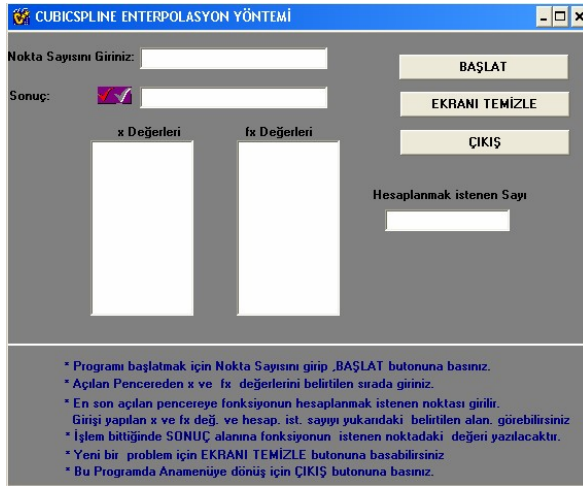 CUBICSPLINE ENTERPOLASYON YÖNTEMİ
Nokta Sayısını Giriniz:
BAŞLAT
Sonuç:
EKRANI TEMİZLE
x Değerleri
fx Değerleri
ÇIKIŞ
Hesaplanmak istenen Sayı
* Programı başlatmak için Nokta Sayısını girip ,BAŞLAT butonuna basınız.
* Açılan Pencereden x ve fx değerlerini belirtilen sırada giriniz.
* En son açılan pencereye fonksiyonun hesaplanmak istenen noktası girilir.
Girişi yapılan x ve fx değ. ve hesap. ist. sayıyı yukarıdaki belirtilen alan. görebilirsiniz
* İşlem bittiğinde SONUÇ alanına fonksiyonun istenen noktadaki değeri yazılacaktır.
* Yeni bir problem için EKRANI TEMİZLE butonuna basabilirsiniz
* Bu Programda Anamenüye dönüş için ÇIKIŞ butonuna basınız.